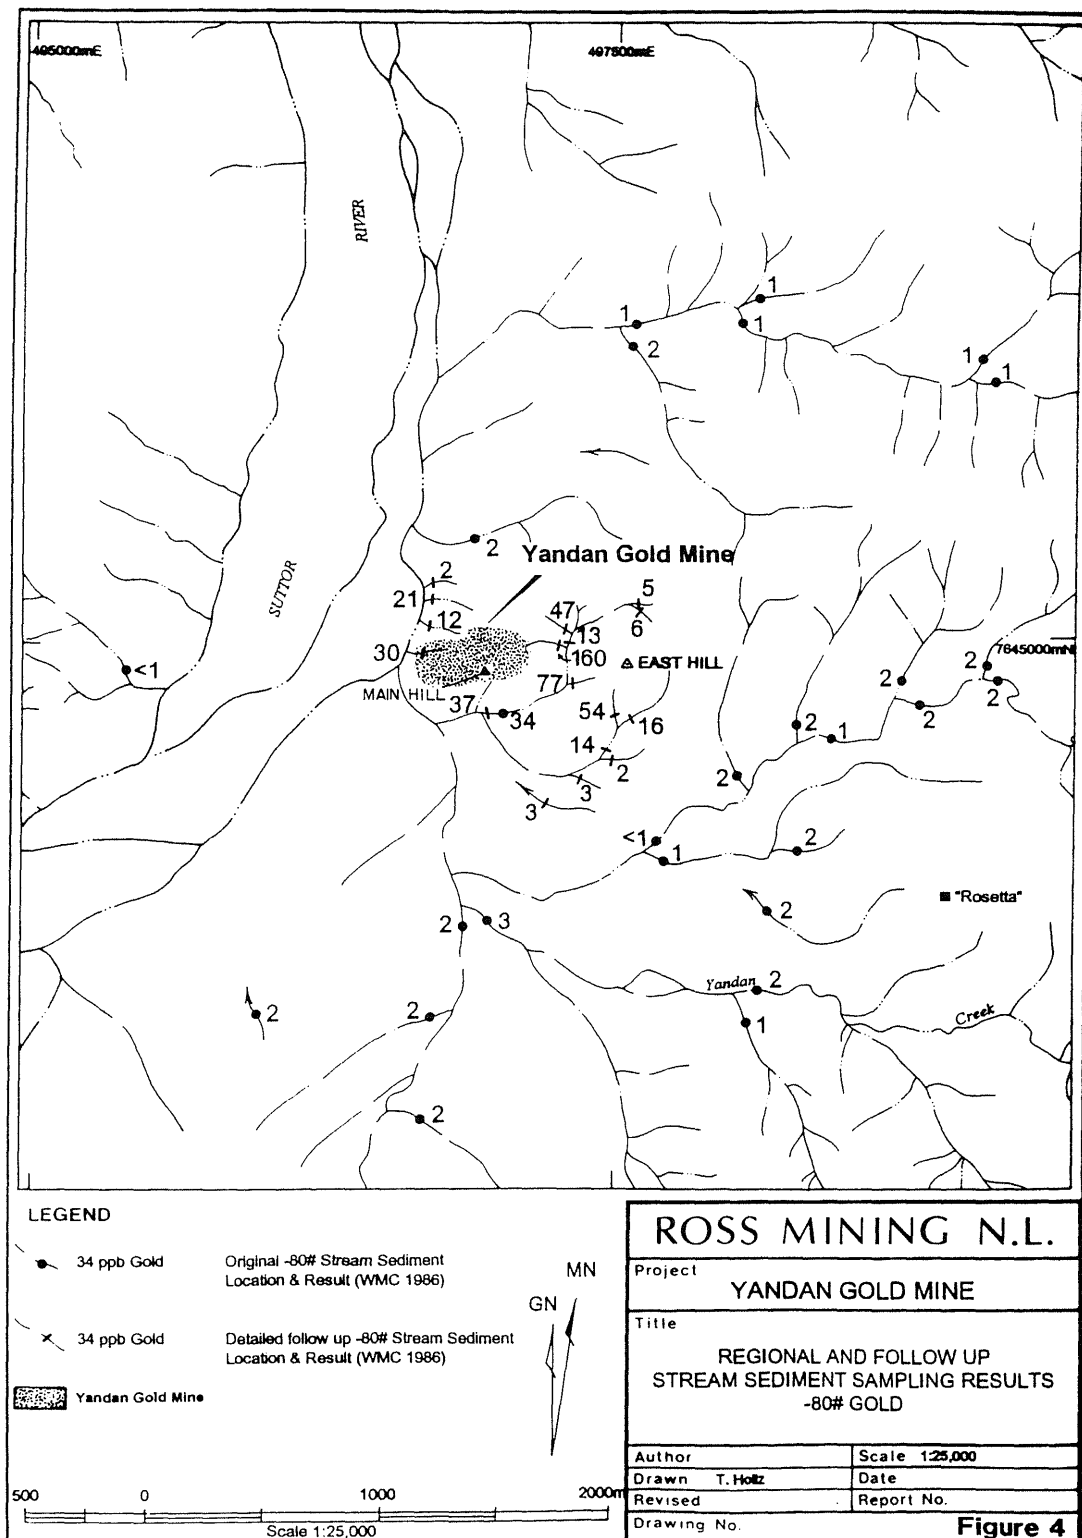 495000mE
497500mE
RIVER
1
1
1
2
1
1
SUTTOR
2
Yandan Gold Mine
2
21
12
47
5
6
13
160
30
<1
EAST HILL
7645000mN
MAIN HILL
77
2
2
2
2
37
34
54
16
14
2
3
3
2
1
2
<1
1
2
"Rosetta"
2
2
3
Yandan
2
Creek
2
2
1
2
LEGEND
34 ppb Gold
Original -80# Stream Sediment
Location & Result (WMC 1986)
34 ppb Gold
Detailed follow up -80# Stream Sediment
Location & Result (WMC 1986)
Yandan Gold Mine
MN
GN
500
0
1000
2000m
Scale 1:25,000
ROSS MINING N.L.
Project
YANDAN GOLD MINE
Title
REGIONAL AND FOLLOW UP
STREAM SEDIMENT SAMPLING RESULTS
-80# GOLD
Author
Scale 1:25,000
Drawn T. Holtz
Date
Revised
Report No.
Drawing No.
Figure 4